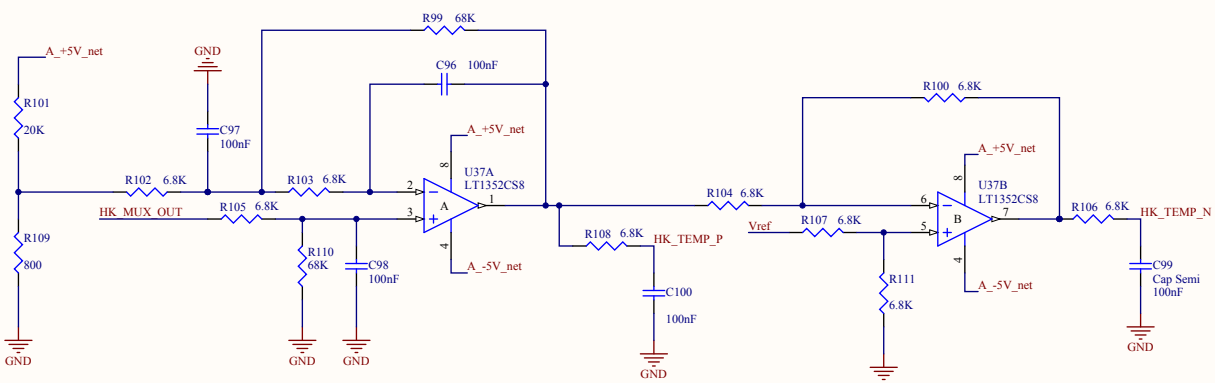 R99 68K
A_+5V_net
GND
C96 100nF
R101
20K
C97
100nF
R100 6.8K
A_+5V_net
8
U37A
LT1352CS8
R102 6.8K
R103 6.8K
2
A
1
3
4
A_-5V_net
HK_MUX_OUT
R105 6.8K
R110
68K
C98
100nF
R109
800
GND
GND
GND
R104 6.8K
R108 6.8K
HK_TEMP_P
C100
100nF
GND
Vref
R107 6.8K
R111
6.8K
A_+5V_net
8
U37B
LT1352CS8
6
B
7
5
4
A_-5V_net
R106 6.8K
HK_TEMP_N
C99
Cap Semi
100nF
GND